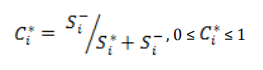 C_i^* = S_i^- / S_i^* + S_i^- , 0 ≤ C_i^* ≤ 1